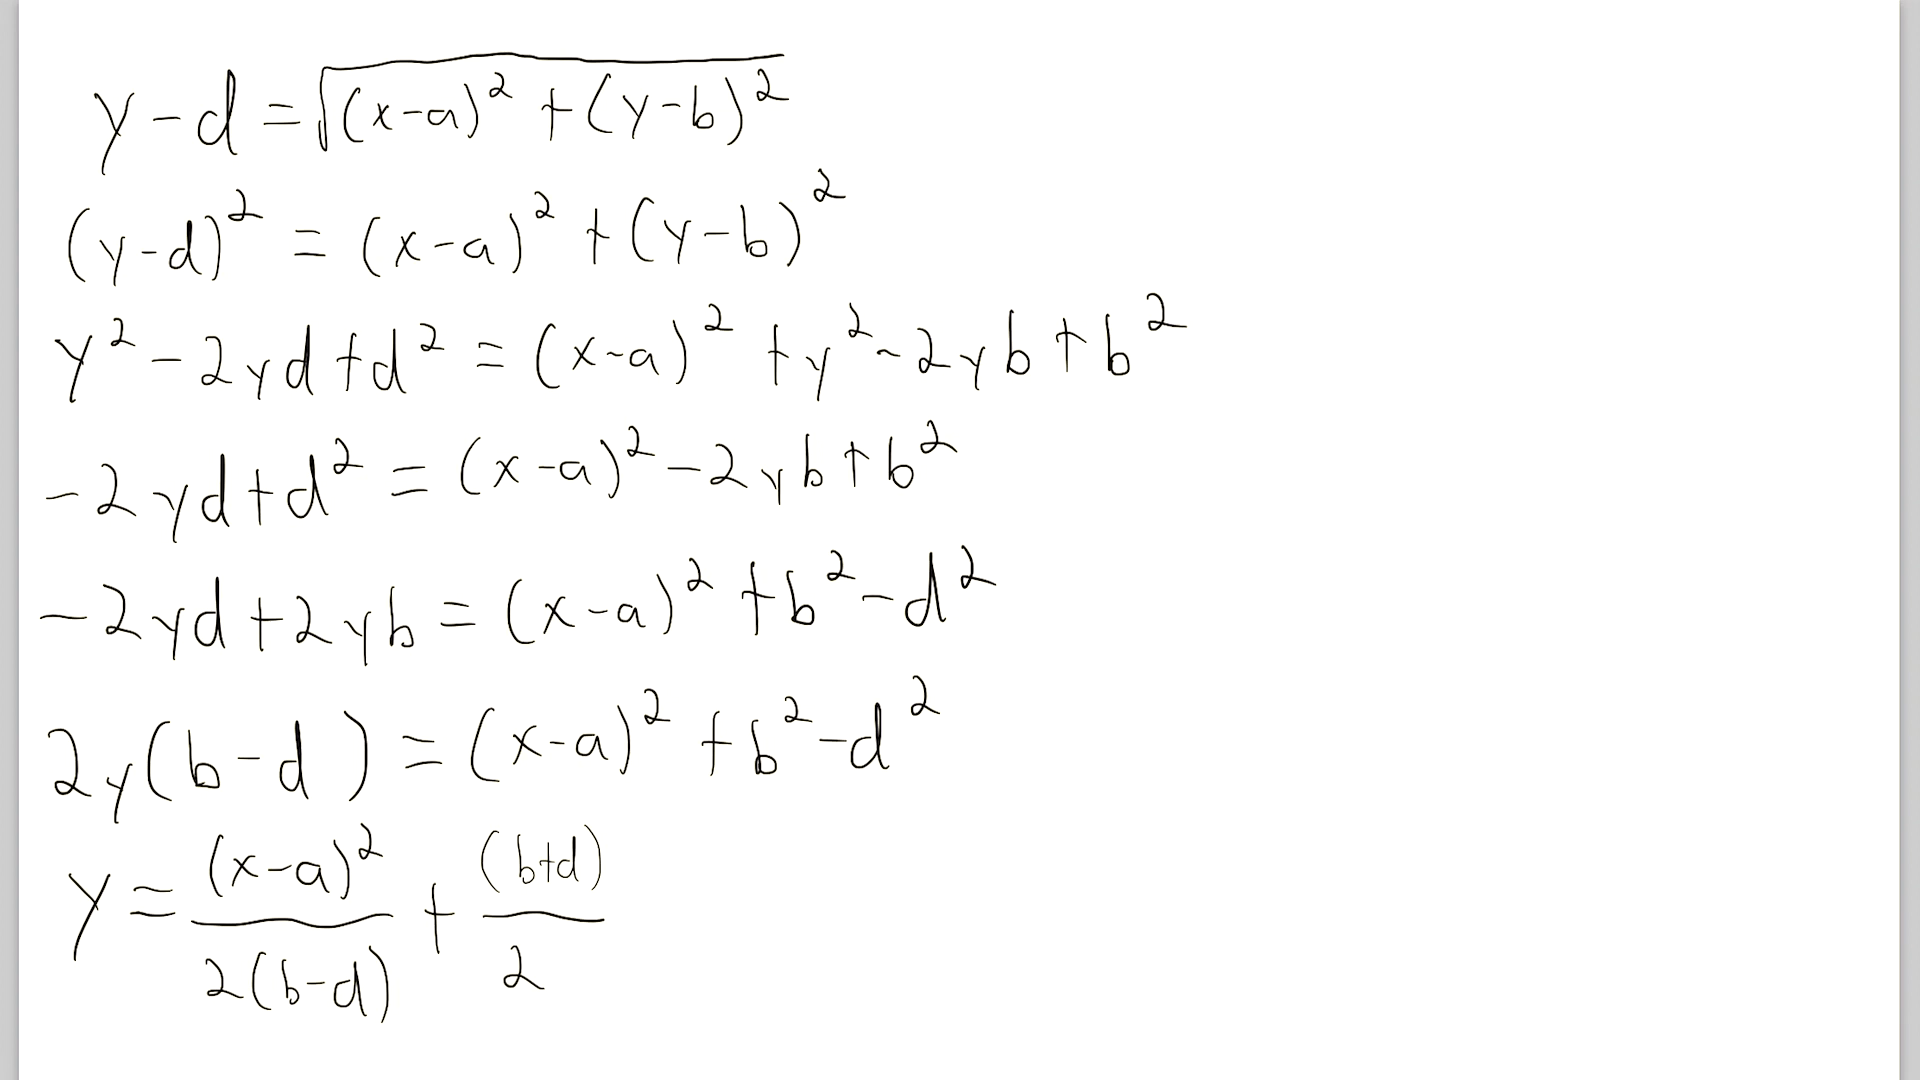 y-d = √((x-a)² + (y-b)²)
(y-d)² = (x-a)² + (y-b)²
y² - 2yd + d² = (x-a)² + y² - 2yb + b²
-2yd + d² = (x-a)² - 2yb + b²
-2yd + 2yb = (x-a)² + b² - d²
2y(b-d) = (x-a)² + b² - d²
y = (x-a)²/2(b-d) + (b+d)/2